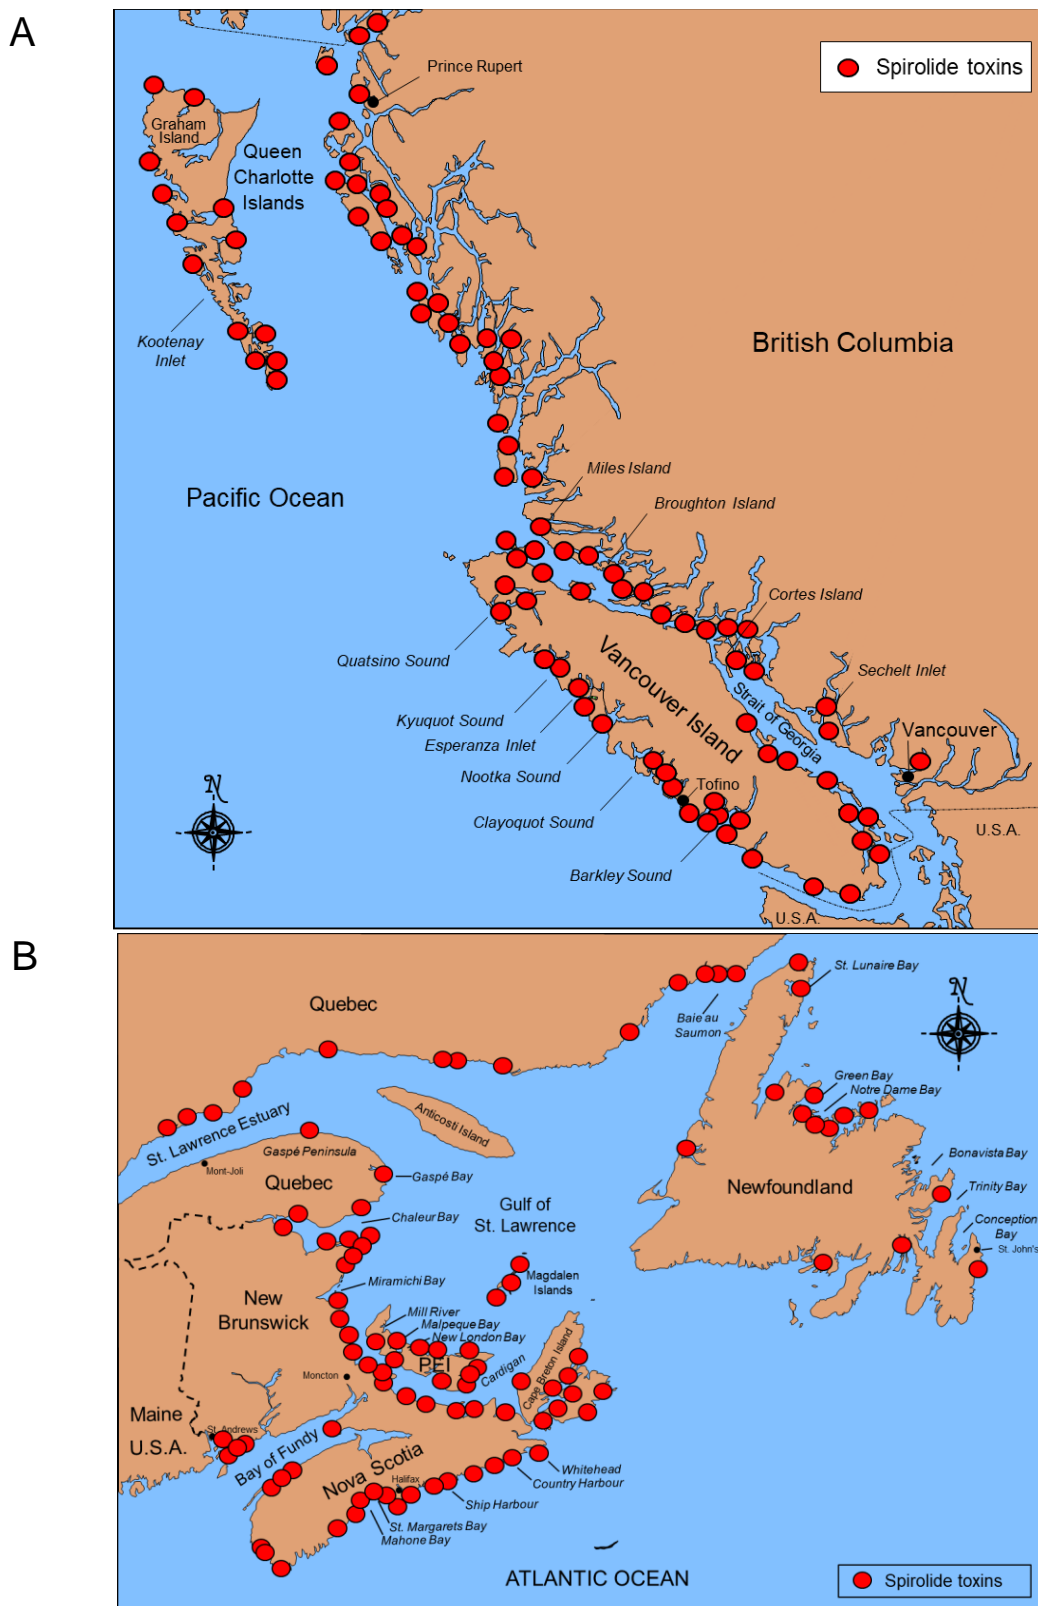 A
Spirolide toxins
Prince Rupert
Graham
Island
Queen
Charlotte
Islands
Kootenay
Inlet
British Columbia
Pacific Ocean
Miles Island
Broughton Island
Cortes Island
Quatsino Sound
Vancouver Island
Strait of Georgia
Sechelt Inlet
Kyuquot Sound
Vancouver
Esperanza Inlet
Nootka Sound
Tofino
Clayoquot Sound
N
U.S.A.
Barkley Sound
U.S.A.
B
St. Lunaire Bay
Quebec
Baie au
Saumon
N
Green Bay
Notre Dame Bay
Anticosti Island
St. Lawrence Estuary
Gaspé Peninsula
Mont-Joli
Bonavista Bay
Quebec
Gaspé Bay
Newfoundland
Trinity Bay
Gulf of
St. Lawrence
Chaleur Bay
Conception
Bay
St. John's
Magdalen
Islands
Miramichi Bay
New
Brunswick
Mill River
Malpeque Bay
New London Bay
PEI
Cardigan
Cape Breton Island
Moncton
Maine
U.S.A.
St. Andrews
Bay of Fundy
Nova Scotia
Halifax
Whitehead
Country Harbour
Ship Harbour
St. Margarets Bay
Mahone Bay
ATLANTIC OCEAN
Spirolide toxins